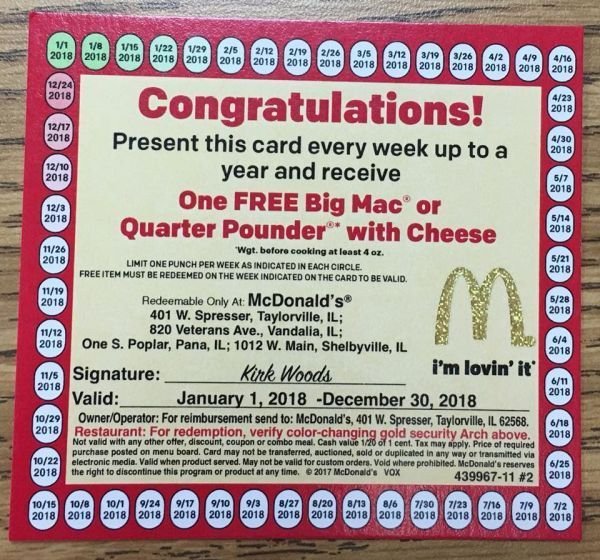 1/1 1/8 1/15 1/22 1/29 2/5 2/12 2/19 2/26 3/5 3/12 3/19 3/26 4/2 4/9 4/16
2018 2018 2018 2018 2018 2018 2018 2018 2018 2018 2018 2018 2018 2018 2018 2018
12/24
2018
12/17
2018
12/10
2018
12/3
2018
11/26
2018
11/19
2018
11/12
2018
11/5
2018
10/29
2018
10/22
2018
Congratulations!
Present this card every week up to a
year and receive
One FREE Big Mac® or
Quarter Pounder®* with Cheese
*Wgt. before cooking at least 4 oz.
LIMIT ONE PUNCH PER WEEK AS INDICATED IN EACH CIRCLE.
FREE ITEM MUST BE REDEEMED ON THE WEEK INDICATED ON THE CARD TO BE VALID.
Redeemable Only At: McDonald's®
401 W. Spresser, Taylorville, IL;
820 Veterans Ave., Vandalia, IL;
One S. Poplar, Pana, IL; 1012 W. Main, Shelbyville, IL
i'm lovin' it®
Signature: Kirk Woods
Valid: January 1, 2018 -December 30, 2018
Owner/Operator: For reimbursement send to: McDonald's, 401 W. Spresser, Taylorville, IL 62568.
Restaurant: For redemption, verify color-changing gold security Arch above.
Not valid with any other offer, discount, coupon or combo meal. Cash value 1/20 of 1 cent. Tax may apply. Price of required
purchase posted on menu board. Card may not be transferred, auctioned, sold or duplicated in any way or transmitted via
electronic media. Valid when product served. May not be valid for custom orders. Void where prohibited. McDonald's reserves
the right to discontinue this program or product at any time. © 2017 McDonald's VOX
439967-11 #2
4/23
2018
4/30
2018
5/7
2018
5/14
2018
5/21
2018
5/28
2018
6/4
2018
6/11
2018
6/18
2018
6/25
2018
10/15 10/8 10/1 9/24 9/17 9/10 9/3 8/27 8/20 8/13 8/6 7/30 7/23 7/16 7/9 7/2
2018 2018 2018 2018 2018 2018 2018 2018 2018 2018 2018 2018 2018 2018 2018 2018